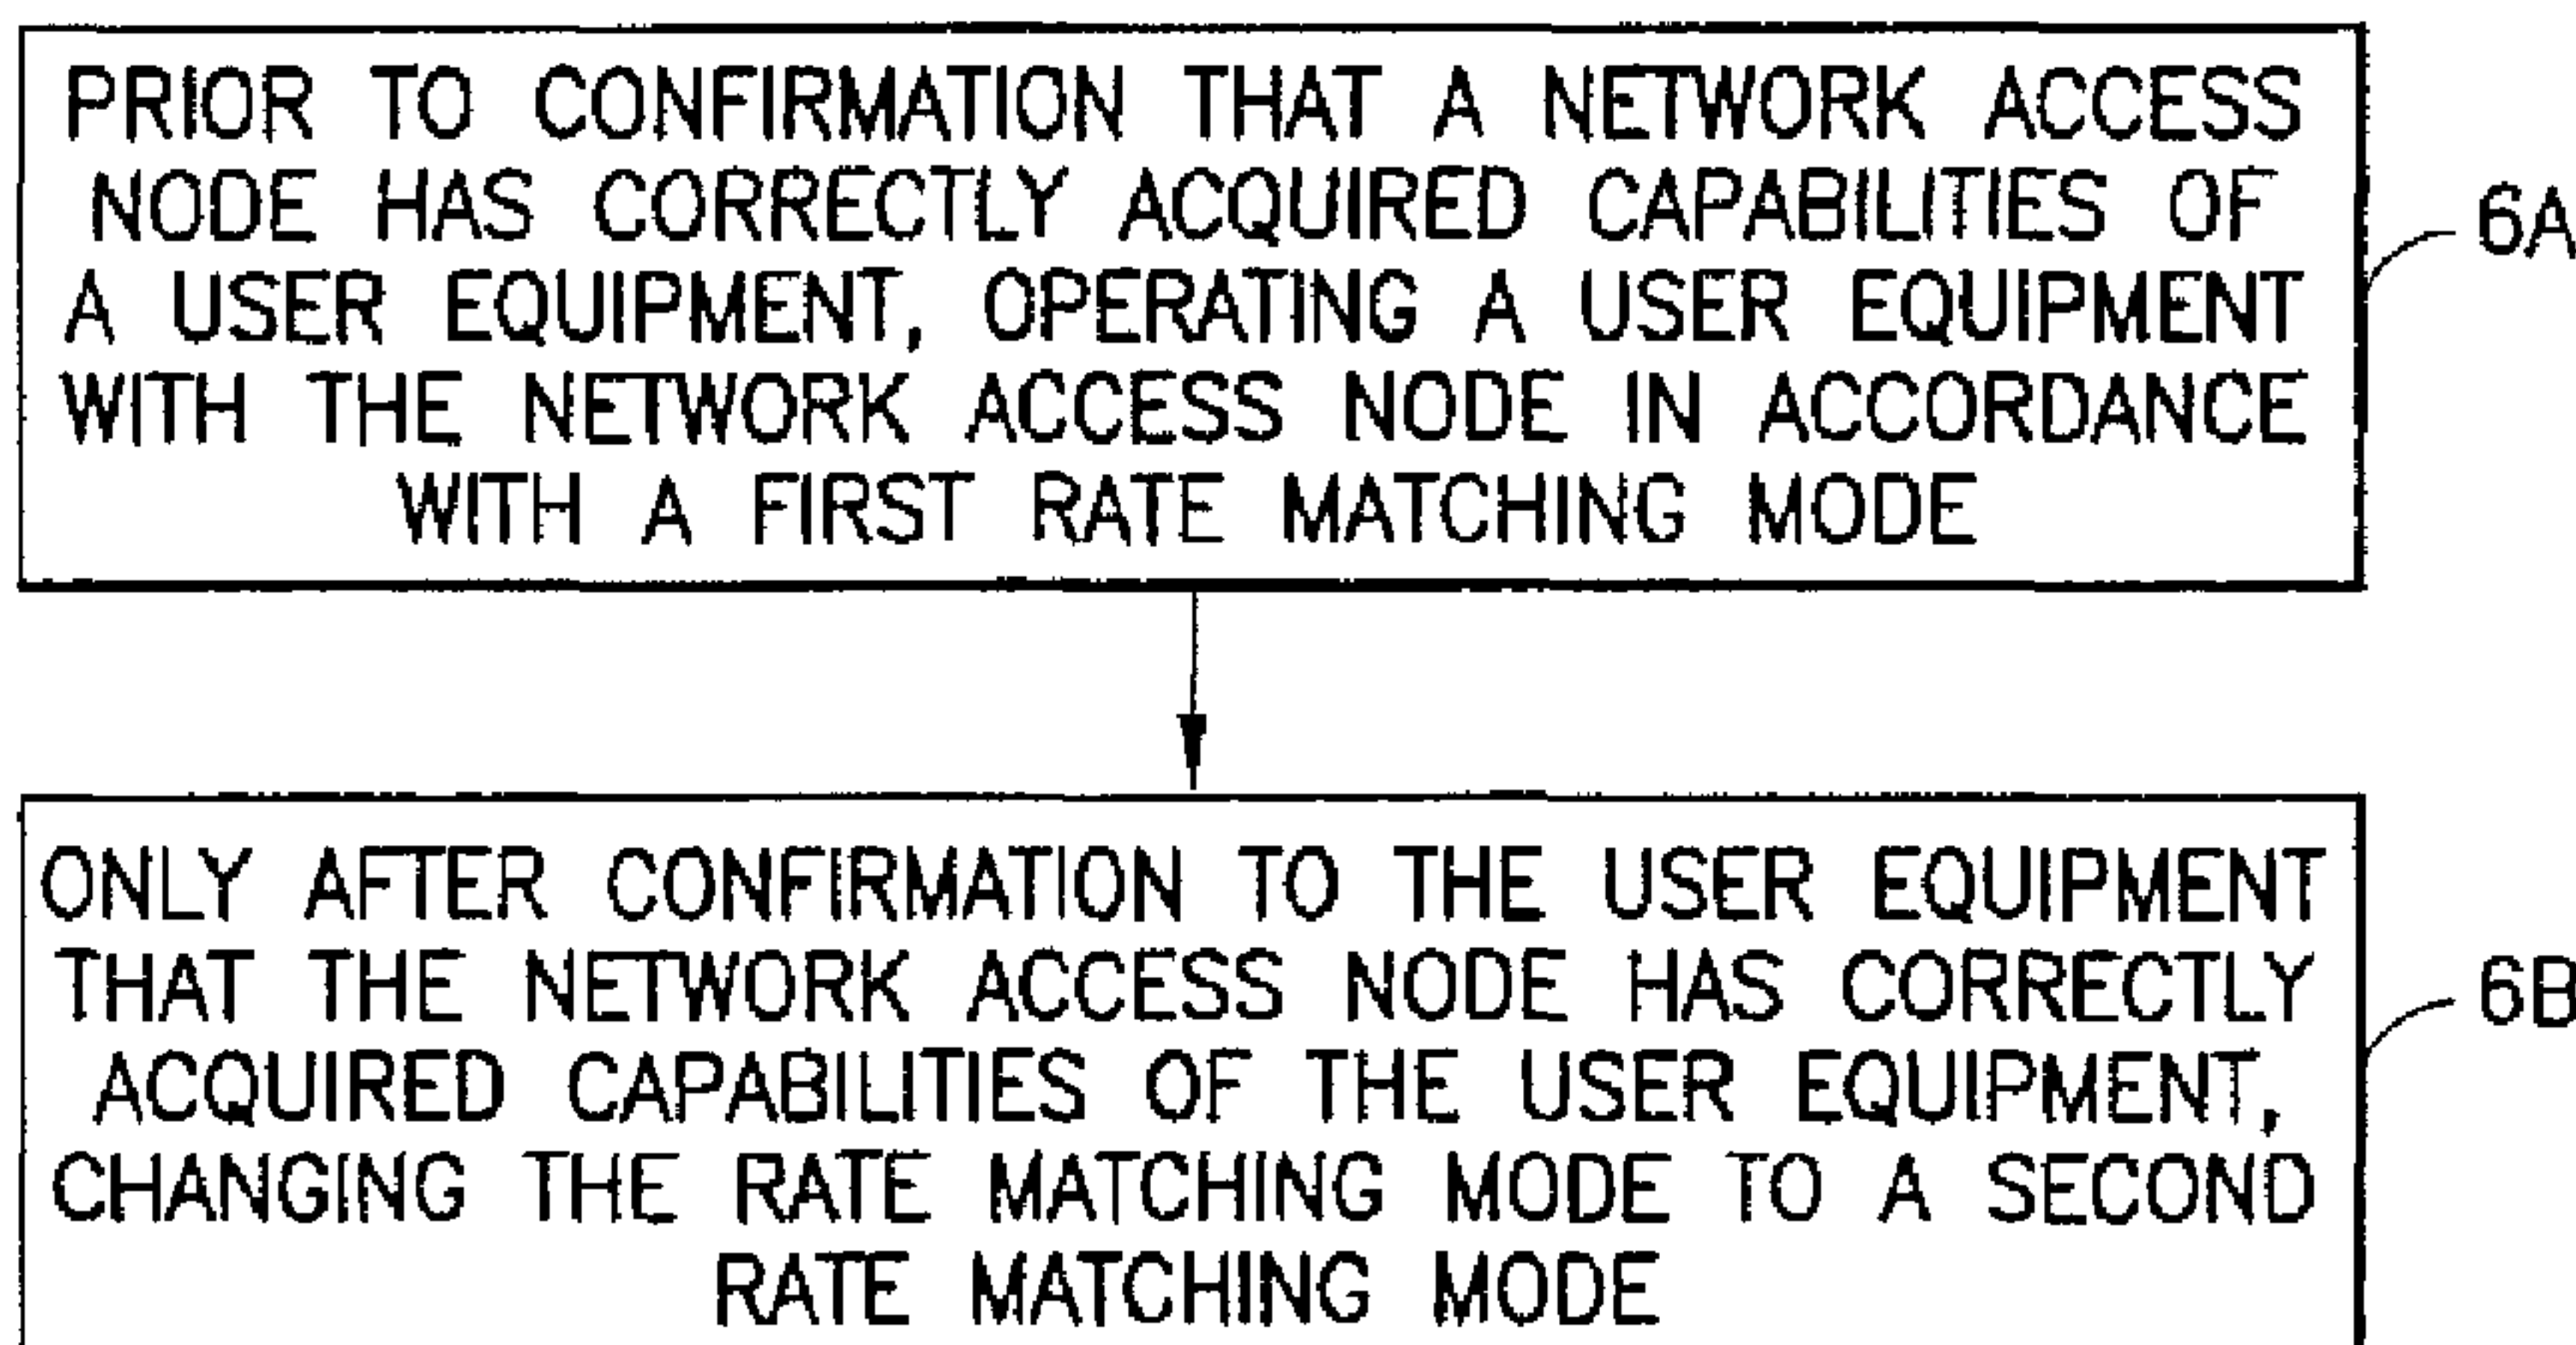 PRIOR TO CONFIRMATION THAT A NETWORK ACCESS
NODE HAS CORRECTLY ACQUIRED CAPABILITIES OF
A USER EQUIPMENT, OPERATING A USER EQUIPMENT
WITH THE NETWORK ACCESS NODE IN ACCORDANCE
WITH A FIRST RATE MATCHING MODE
6A
ONLY AFTER CONFIRMATION TO THE USER EQUIPMENT
THAT THE NETWORK ACCESS NODE HAS CORRECTLY
ACQUIRED CAPABILITIES OF THE USER EQUIPMENT,
CHANGING THE RATE MATCHING MODE TO A SECOND
RATE MATCHING MODE
6B